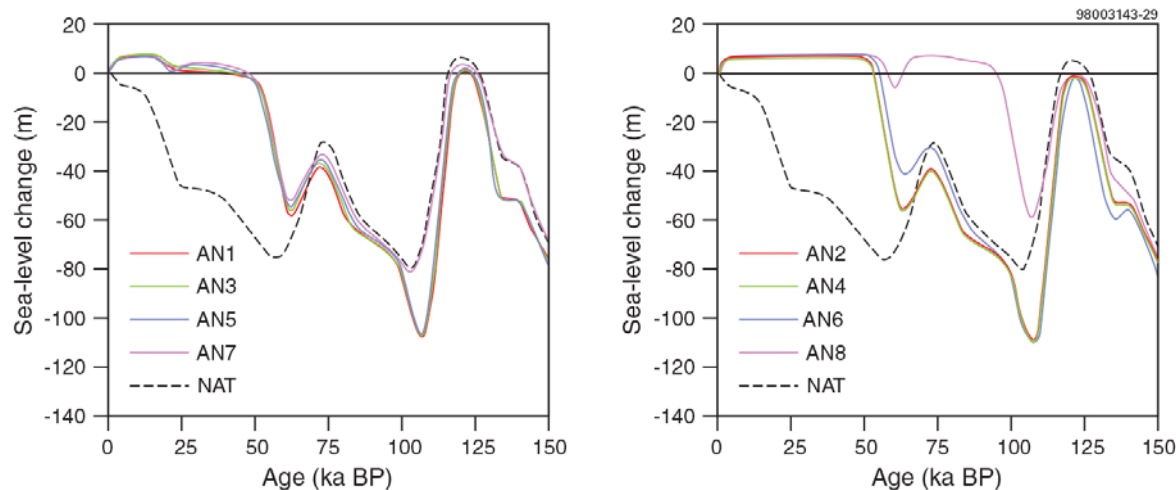 98003143-29
20
0
-20
-40
-60
-80
-100
-120
-140
Sea-level change (m)
AN1
AN3
AN5
AN7
NAT
0 25 50 75 100 125 150
Age (ka BP)
20
0
-20
-40
-60
-80
-100
-120
-140
Sea-level change (m)
AN2
AN4
AN6
AN8
NAT
0 25 50 75 100 125 150
Age (ka BP)